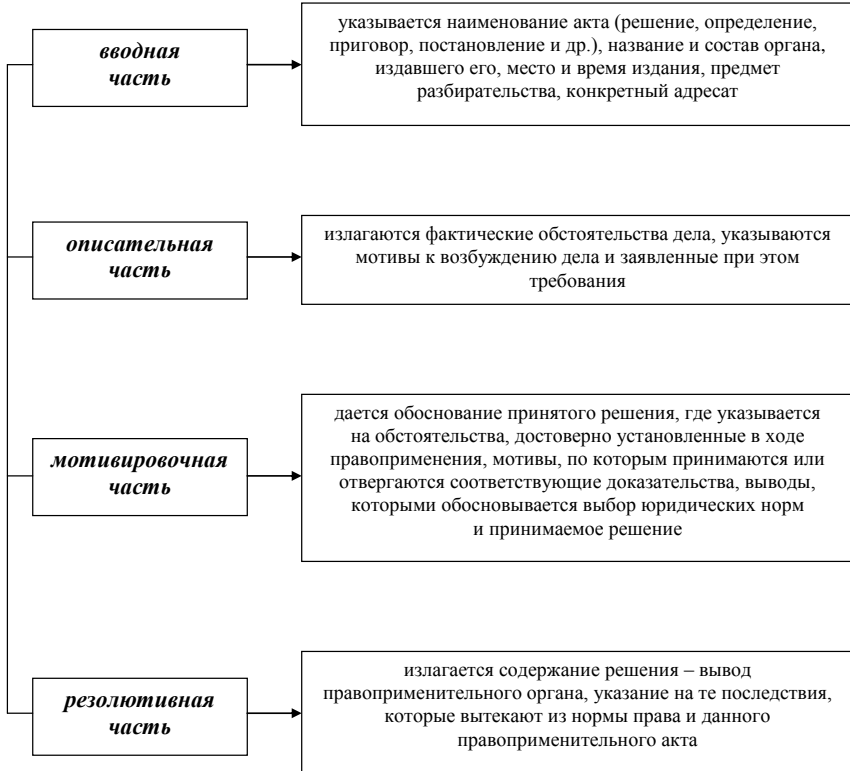 вводная
часть
указывается наименование акта (решение, определение,
приговор, постановление и др.), название и состав органа,
издавшего его, место и время издания, предмет
разбирательства, конкретный адресат
описательная
часть
излагаются фактические обстоятельства дела, указываются
мотивы к возбуждению дела и заявленные при этом
требования
мотивировочная
часть
дается обоснование принятого решения, где указывается
на обстоятельства, достоверно установленные в ходе
правоприменения, мотивы, по которым принимаются или
отвергаются соответствующие доказательства, выводы,
которыми обосновывается выбор юридических норм
и принимаемое решение
резолютивная
часть
излагается содержание решения – вывод
правоприменительного органа, указание на те последствия,
которые вытекают из нормы права и данного
правоприменительного акта